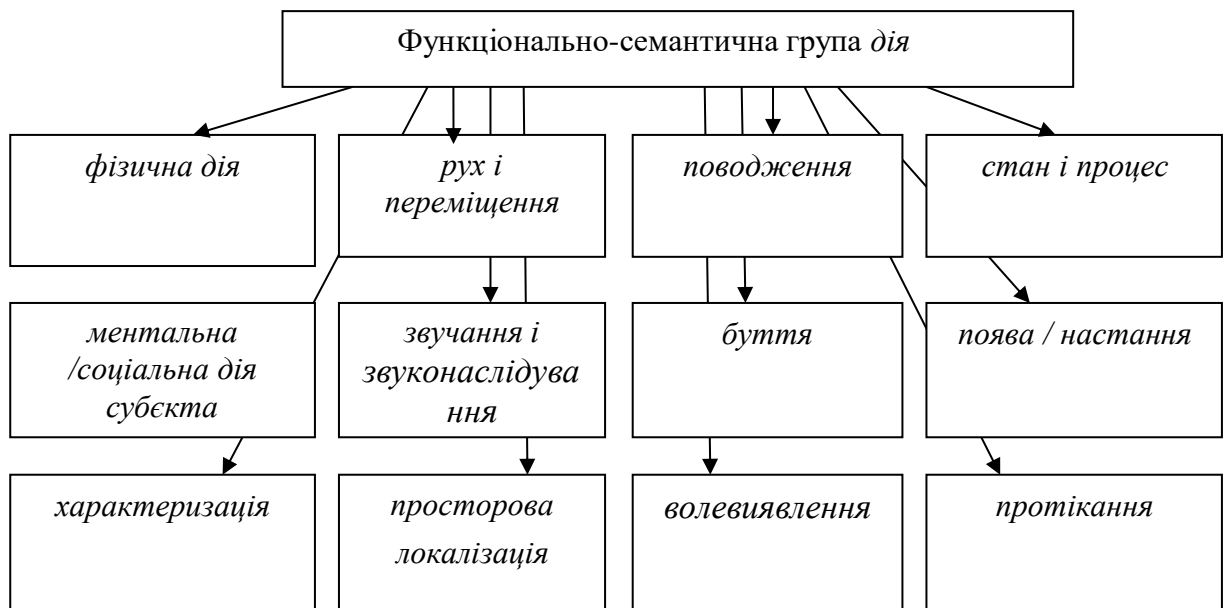 Функціонально-семантична група дія
фізична дія
рух і
переміщення
поводження
стан і процес
ментальна
/соціальна дія
субєкта
звучання і
звуконаслідува
ння
буття
поява / настання
характеризація
просторова
локалізація
волевиявлення
протікання